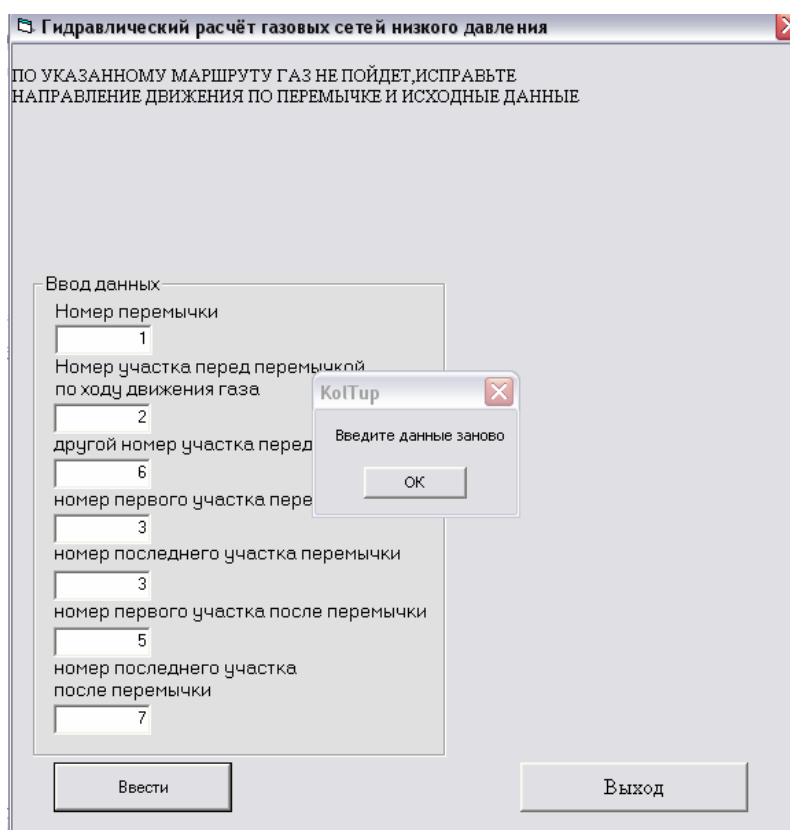 Гидравлический расчёт газовых сетей низкого давления
ПО УКАЗАННОМУ МАРШРУТУ ГАЗ НЕ ПОЙДЕТ,ИСПРАВЬТЕ
НАПРАВЛЕНИЕ ДВИЖЕНИЯ ПО ПЕРЕМЫЧКЕ И ИСХОДНЫЕ ДАННЫЕ
Ввод данных
Номер перемычки
1
Номер участка перед перемычкой
по ходу движения газа
2
другой номер участка перед
6
номер первого участка пере
3
номер последнего участка перемычки
3
номер первого участка после перемычки
5
номер последнего участка
после перемычки
7
KolTup
Введите данные заново
OK
Ввести
Выход